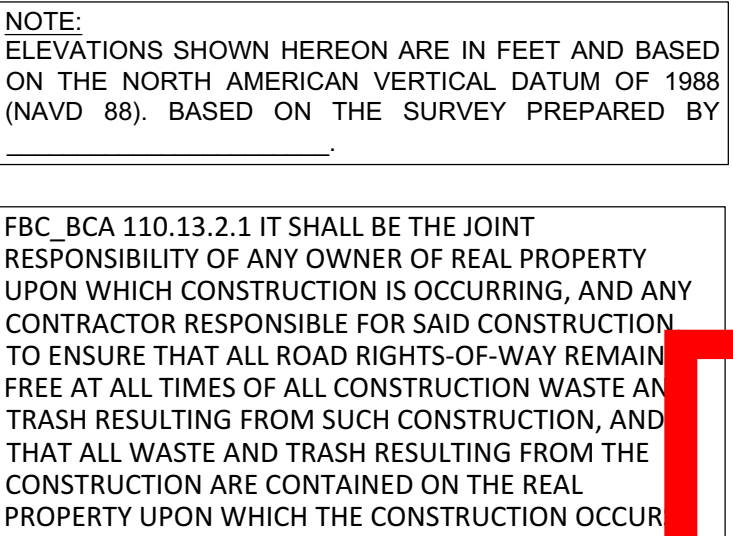 NOTE:
ELEVATIONS SHOWN HEREON ARE IN FEET AND BASED
ON THE NORTH AMERICAN VERTICAL DATUM OF 1988
(NAVD 88). BASED ON THE SURVEY PREPARED BY
__________________________.
FBC_BCA 110.13.2.1 IT SHALL BE THE JOINT
RESPONSIBILITY OF ANY OWNER OF REAL PROPERTY
UPON WHICH CONSTRUCTION IS OCCURRING, AND ANY
CONTRACTOR RESPONSIBLE FOR SAID CONSTRUCTION,
TO ENSURE THAT ALL ROAD RIGHTS-OF-WAY REMAIN
FREE AT ALL TIMES OF ALL CONSTRUCTION WASTE
TRASH RESULTING FROM SUCH CONSTRUCTION, AND
THAT ALL WASTE AND TRASH RESULTING FROM THE
CONSTRUCTION ARE CONTAINED ON THE REAL
PROPERTY UPON WHICH THE CONSTRUCTION